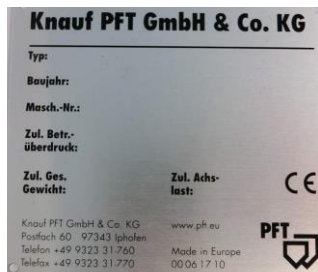 Knauf PFT GmbH & Co. KG
Typ:
Baujahr:
Masch.-Nr.:
Zul. Betr.-
überdruck:
Zul. Ges.
Gewicht:
Zul. Achs-
last:
CE
Knauf PFT GmbH & Co. KG
Postfach 60 97343 Iphofen
Telefon +49 9323 31-760
Telefax +49 9323 31-770
www.pft.eu
Made in Europe
00 06 17 10
PFT